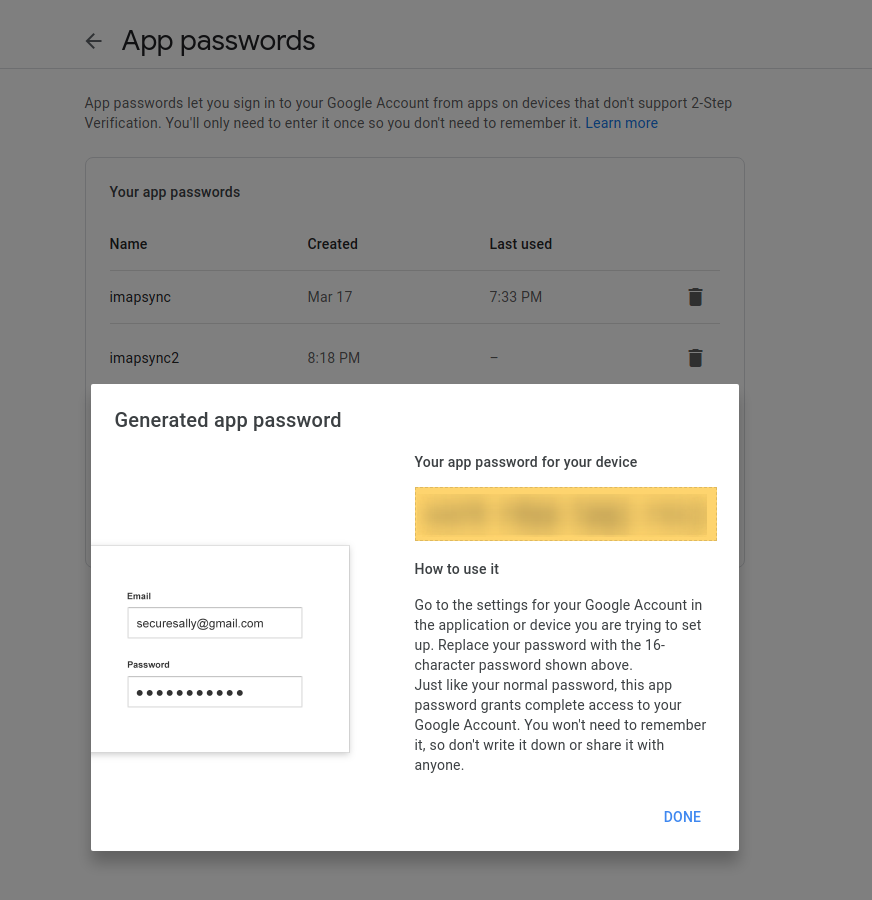 App passwords
App passwords let you sign in to your Google Account from apps on devices that don't support 2-Step
Verification. You'll only need to enter it once so you don't need to remember it. Learn more
Your app passwords
Name Created Last used
imapsync Mar 17 7:33 PM
imapsync2 8:18 PM –
Generated app password
Your app password for your device
Email
securesally@gmail.com
Password
●●●●●●●●●●●
How to use it
Go to the settings for your Google Account in
the application or device you are trying to set
up. Replace your password with the 16-
character password shown above.
Just like your normal password, this app
password grants complete access to your
Google Account. You won't need to remember
it, so don't write it down or share it with
anyone.
DONE